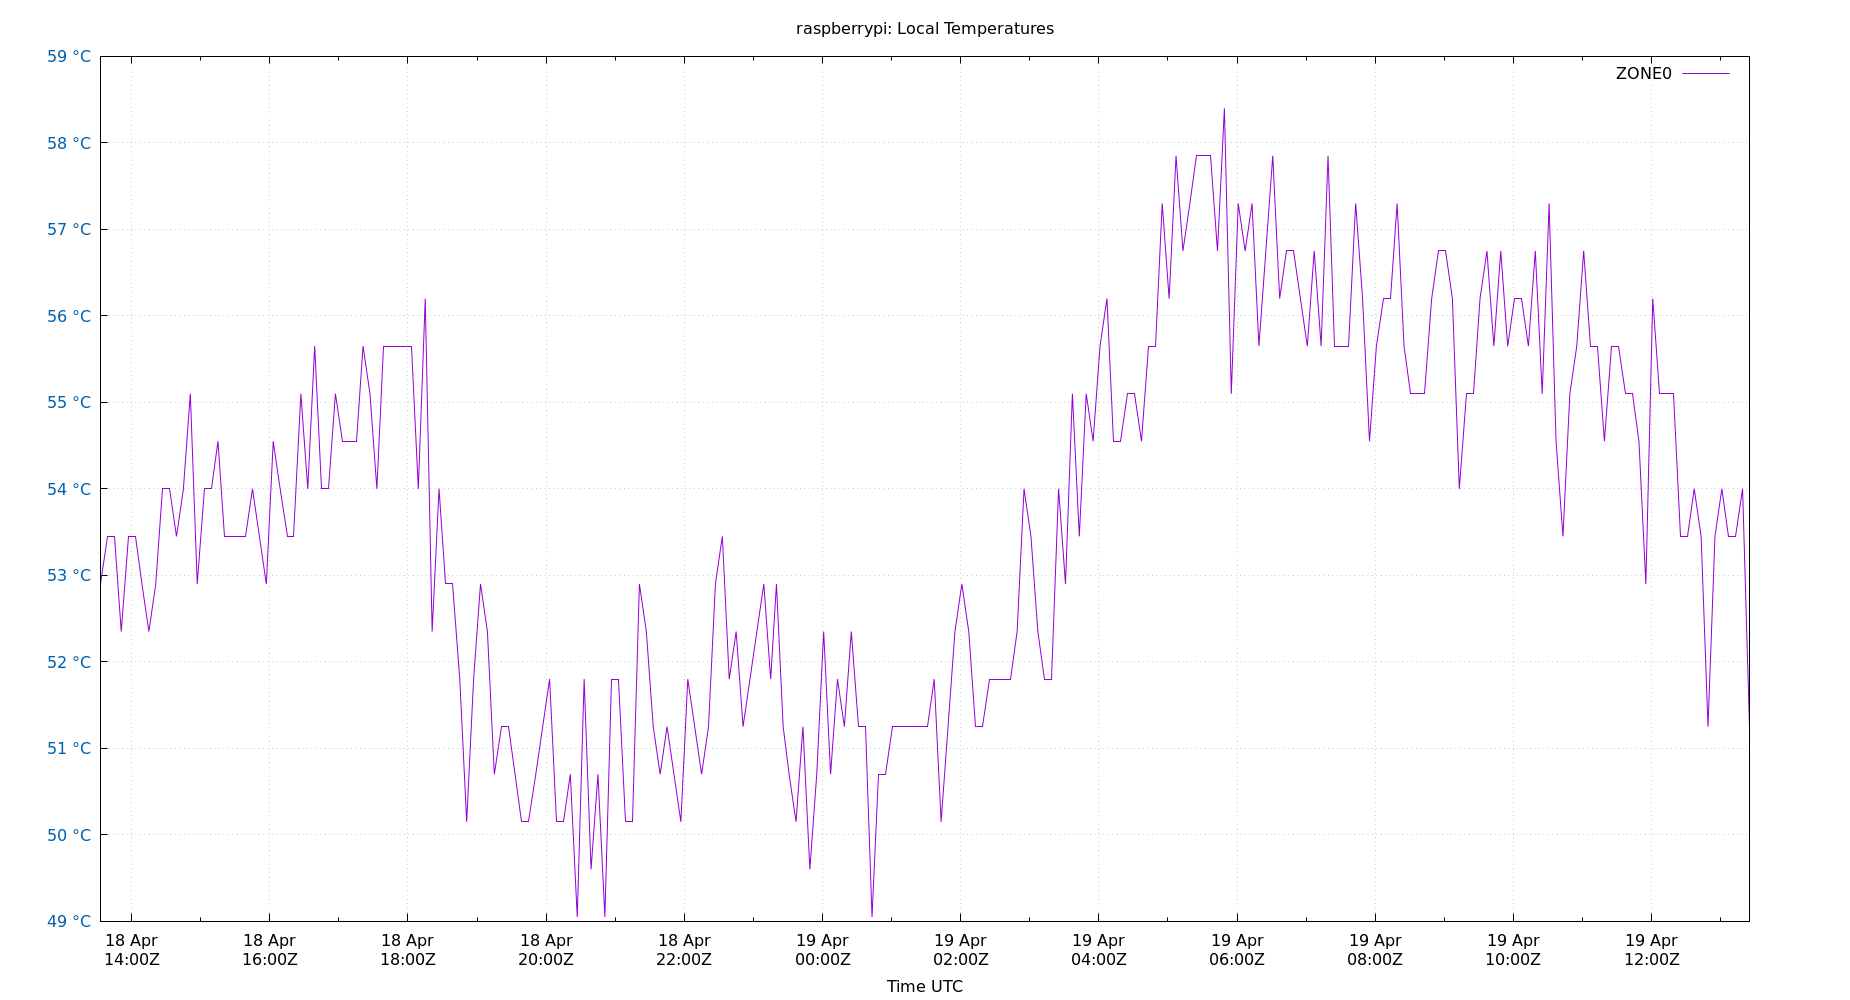 raspberrypi: Local Temperatures
ZONE0
59 °C
58 °C
57 °C
56 °C
55 °C
54 °C
53 °C
52 °C
51 °C
50 °C
49 °C
18 Apr 18 Apr 18 Apr 18 Apr 18 Apr 19 Apr 19 Apr 19 Apr 19 Apr 19 Apr 19 Apr 19 Apr
14:00Z 16:00Z 18:00Z 20:00Z 22:00Z 00:00Z 02:00Z 04:00Z 06:00Z 08:00Z 10:00Z 12:00Z
Time UTC